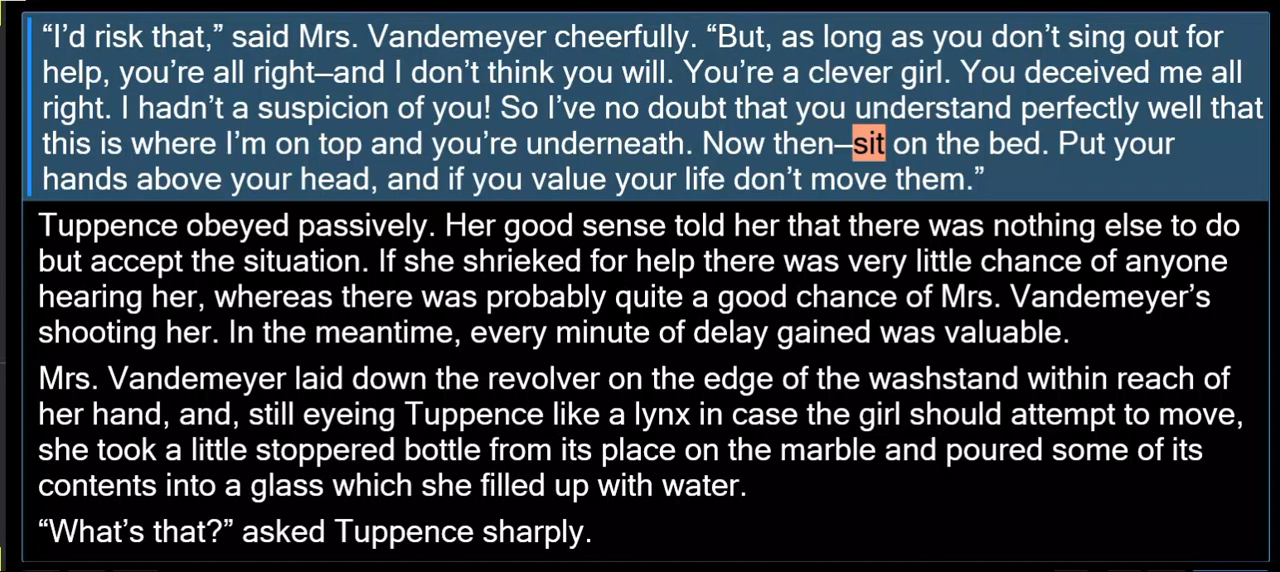 “I’d risk that,” said Mrs. Vandemeyer cheerfully. “But, as long as you don’t sing out for
help, you’re all right—and I don’t think you will. You’re a clever girl. You deceived me all
right. I hadn’t a suspicion of you! So I’ve no doubt that you understand perfectly well that
this is where I’m on top and you’re underneath. Now then—sit on the bed. Put your
hands above your head, and if you value your life don’t move them.”
Tuppence obeyed passively. Her good sense told her that there was nothing else to do
but accept the situation. If she shrieked for help there was very little chance of anyone
hearing her, whereas there was probably quite a good chance of Mrs. Vandemeyer’s
shooting her. In the meantime, every minute of delay gained was valuable.
Mrs. Vandemeyer laid down the revolver on the edge of the washstand within reach of
her hand, and, still eyeing Tuppence like a lynx in case the girl should attempt to move,
she took a little stoppered bottle from its place on the marble and poured some of its
contents into a glass which she filled up with water.
“What’s that?” asked Tuppence sharply.